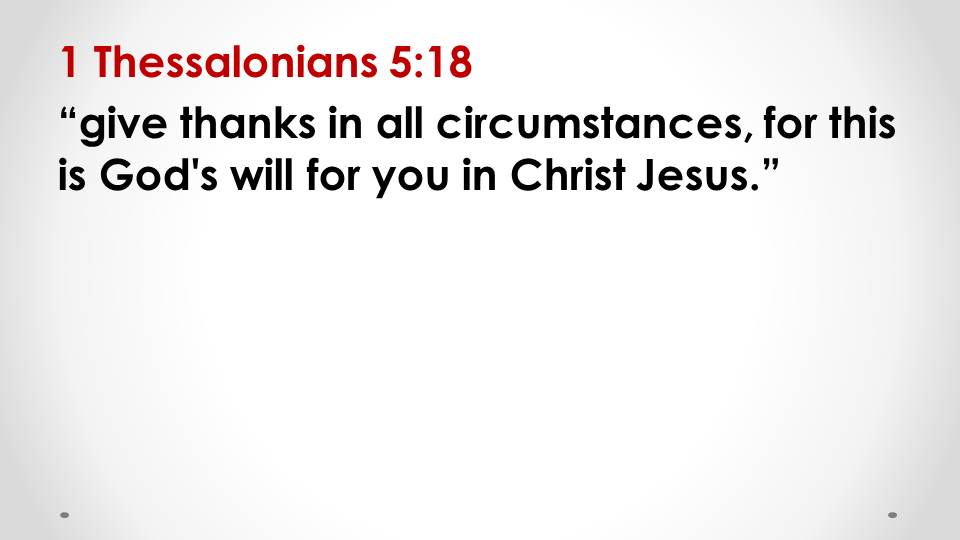 1 Thessalonians 5:18
“give thanks in all circumstances, for this
is God's will for you in Christ Jesus.”